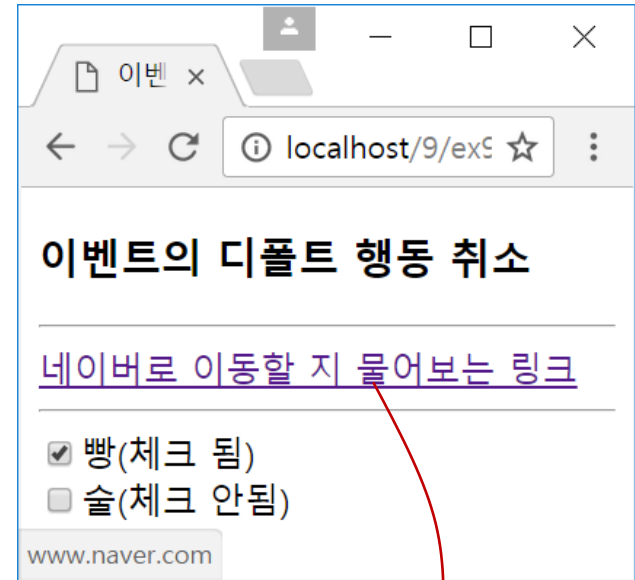 이벤
localhost/9/ex9
이벤트의 디폴트 행동 취소
네이버로 이동할 지 물어보는 링크
빵(체크 됨)
술(체크 안됨)
www.naver.com